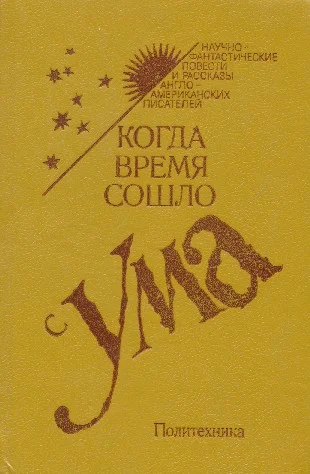 НАУЧНО-
ФАНТАСТИЧЕСКИЕ
ПОВЕСТИ
И РАССКАЗЫ
АНГЛО-
АМЕРИКАНСКИХ
ПИСАТЕЛЕЙ
КОГДА
ВРЕМЯ
СОШЛО
С
УМА
Политехника